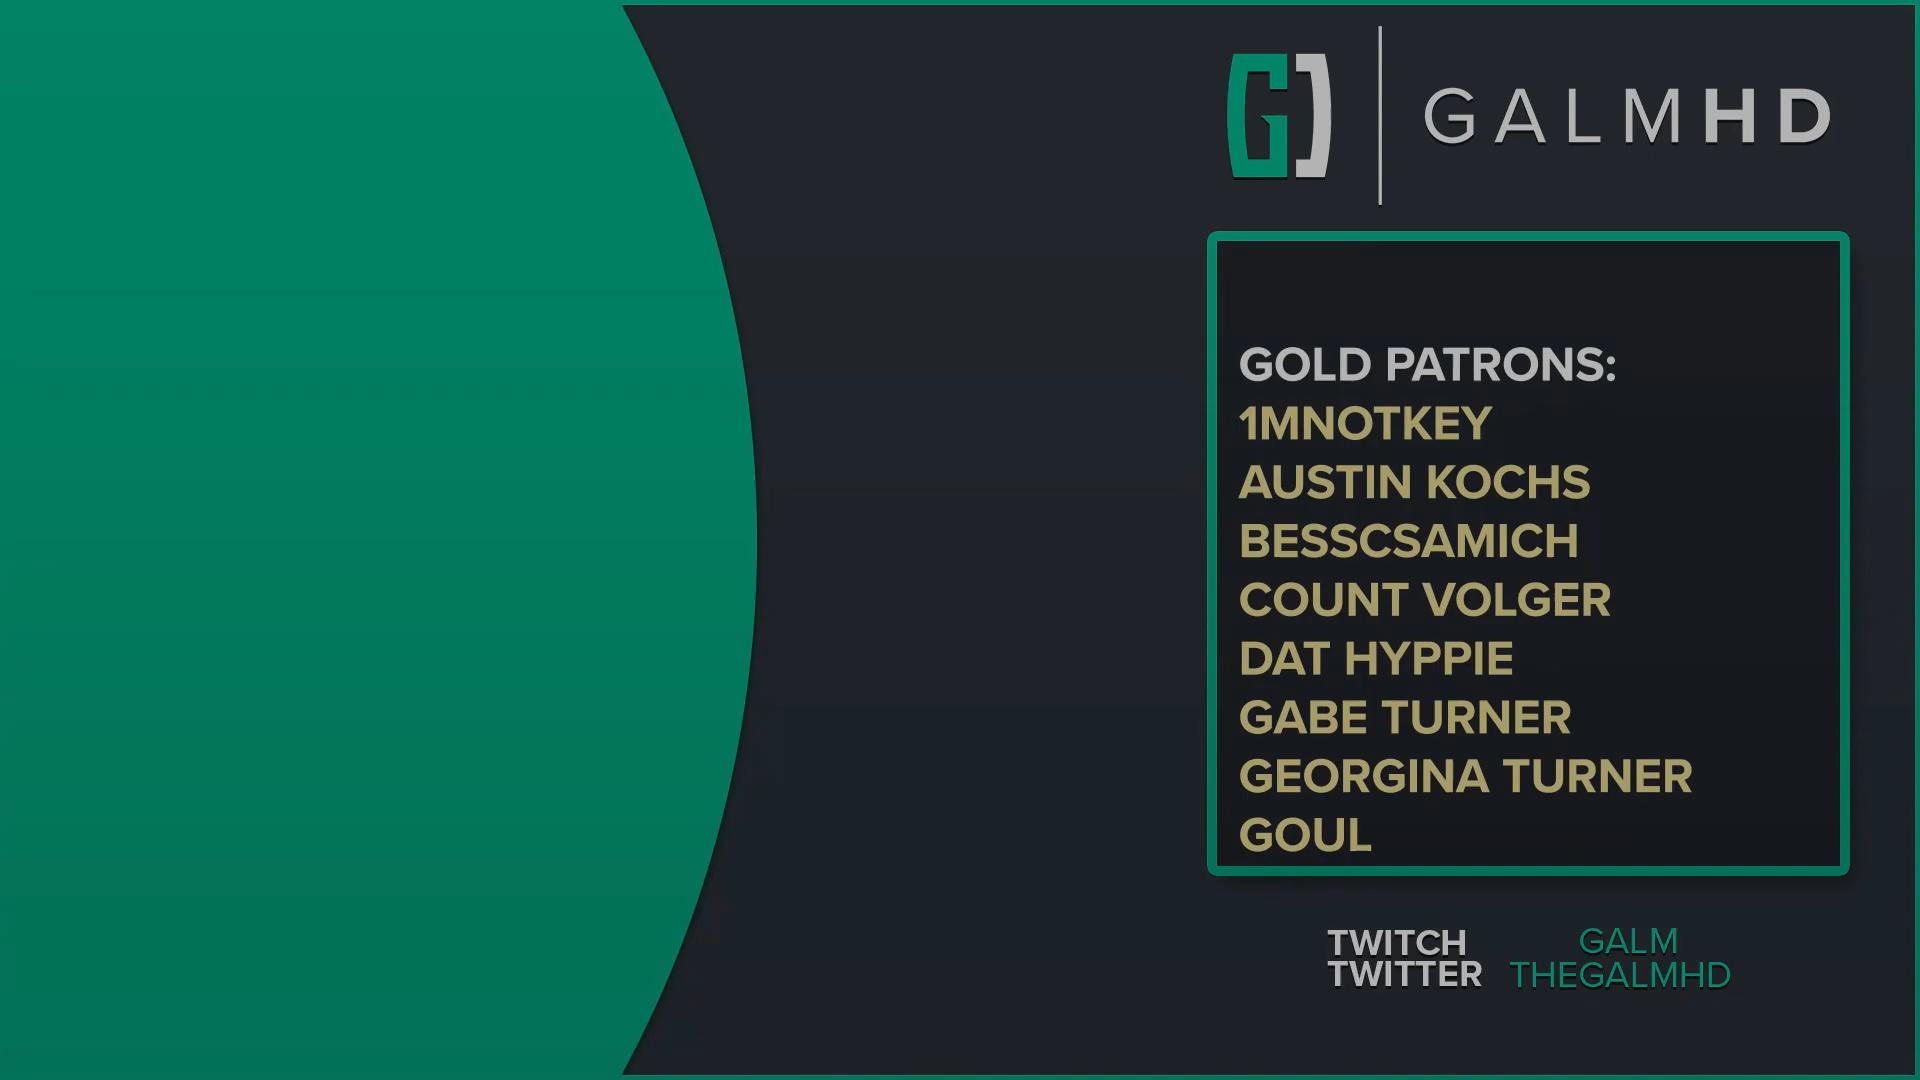 GALMHD
GOLD PATRONS:
1MNOTKEY
AUSTIN KOCHS
BESSCSAMICH
COUNT VOLGER
DAT HYPPIE
GABE TURNER
GEORGINA TURNER
GOUL
TWITCH GALM
TWITTER THEGALMHD